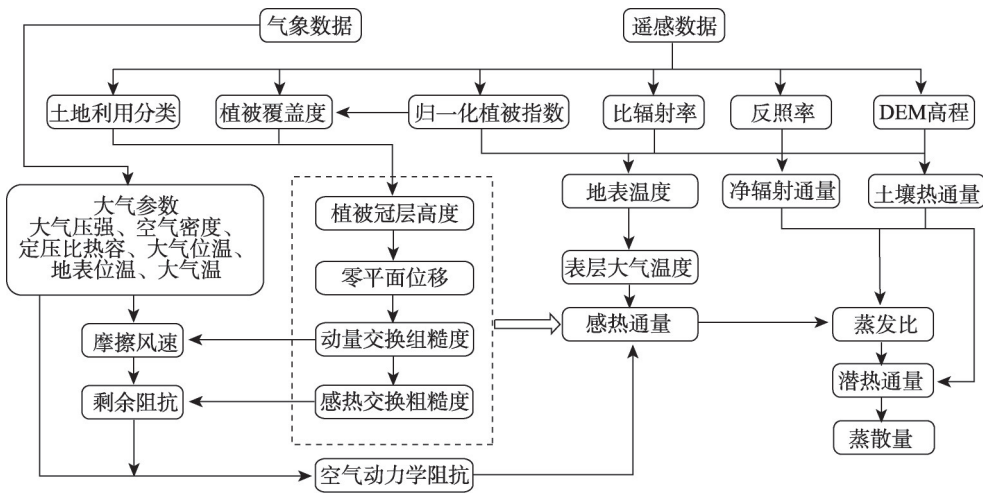 气象数据
遥感数据
土地利用分类
植被覆盖度
归一化植被指数
比辐射率
反照率
DEM高程
大气参数
大气压强、空气密度、
定压比热容、大气位温、
地表位温、大气温
植被冠层高度
地表温度
净辐射通量
土壤热通量
零平面位移
表层大气温度
摩擦风速
动量交换组糙度
感热通量
蒸发比
剩余阻抗
感热交换粗糙度
潜热通量
蒸散量
空气动力学阻抗